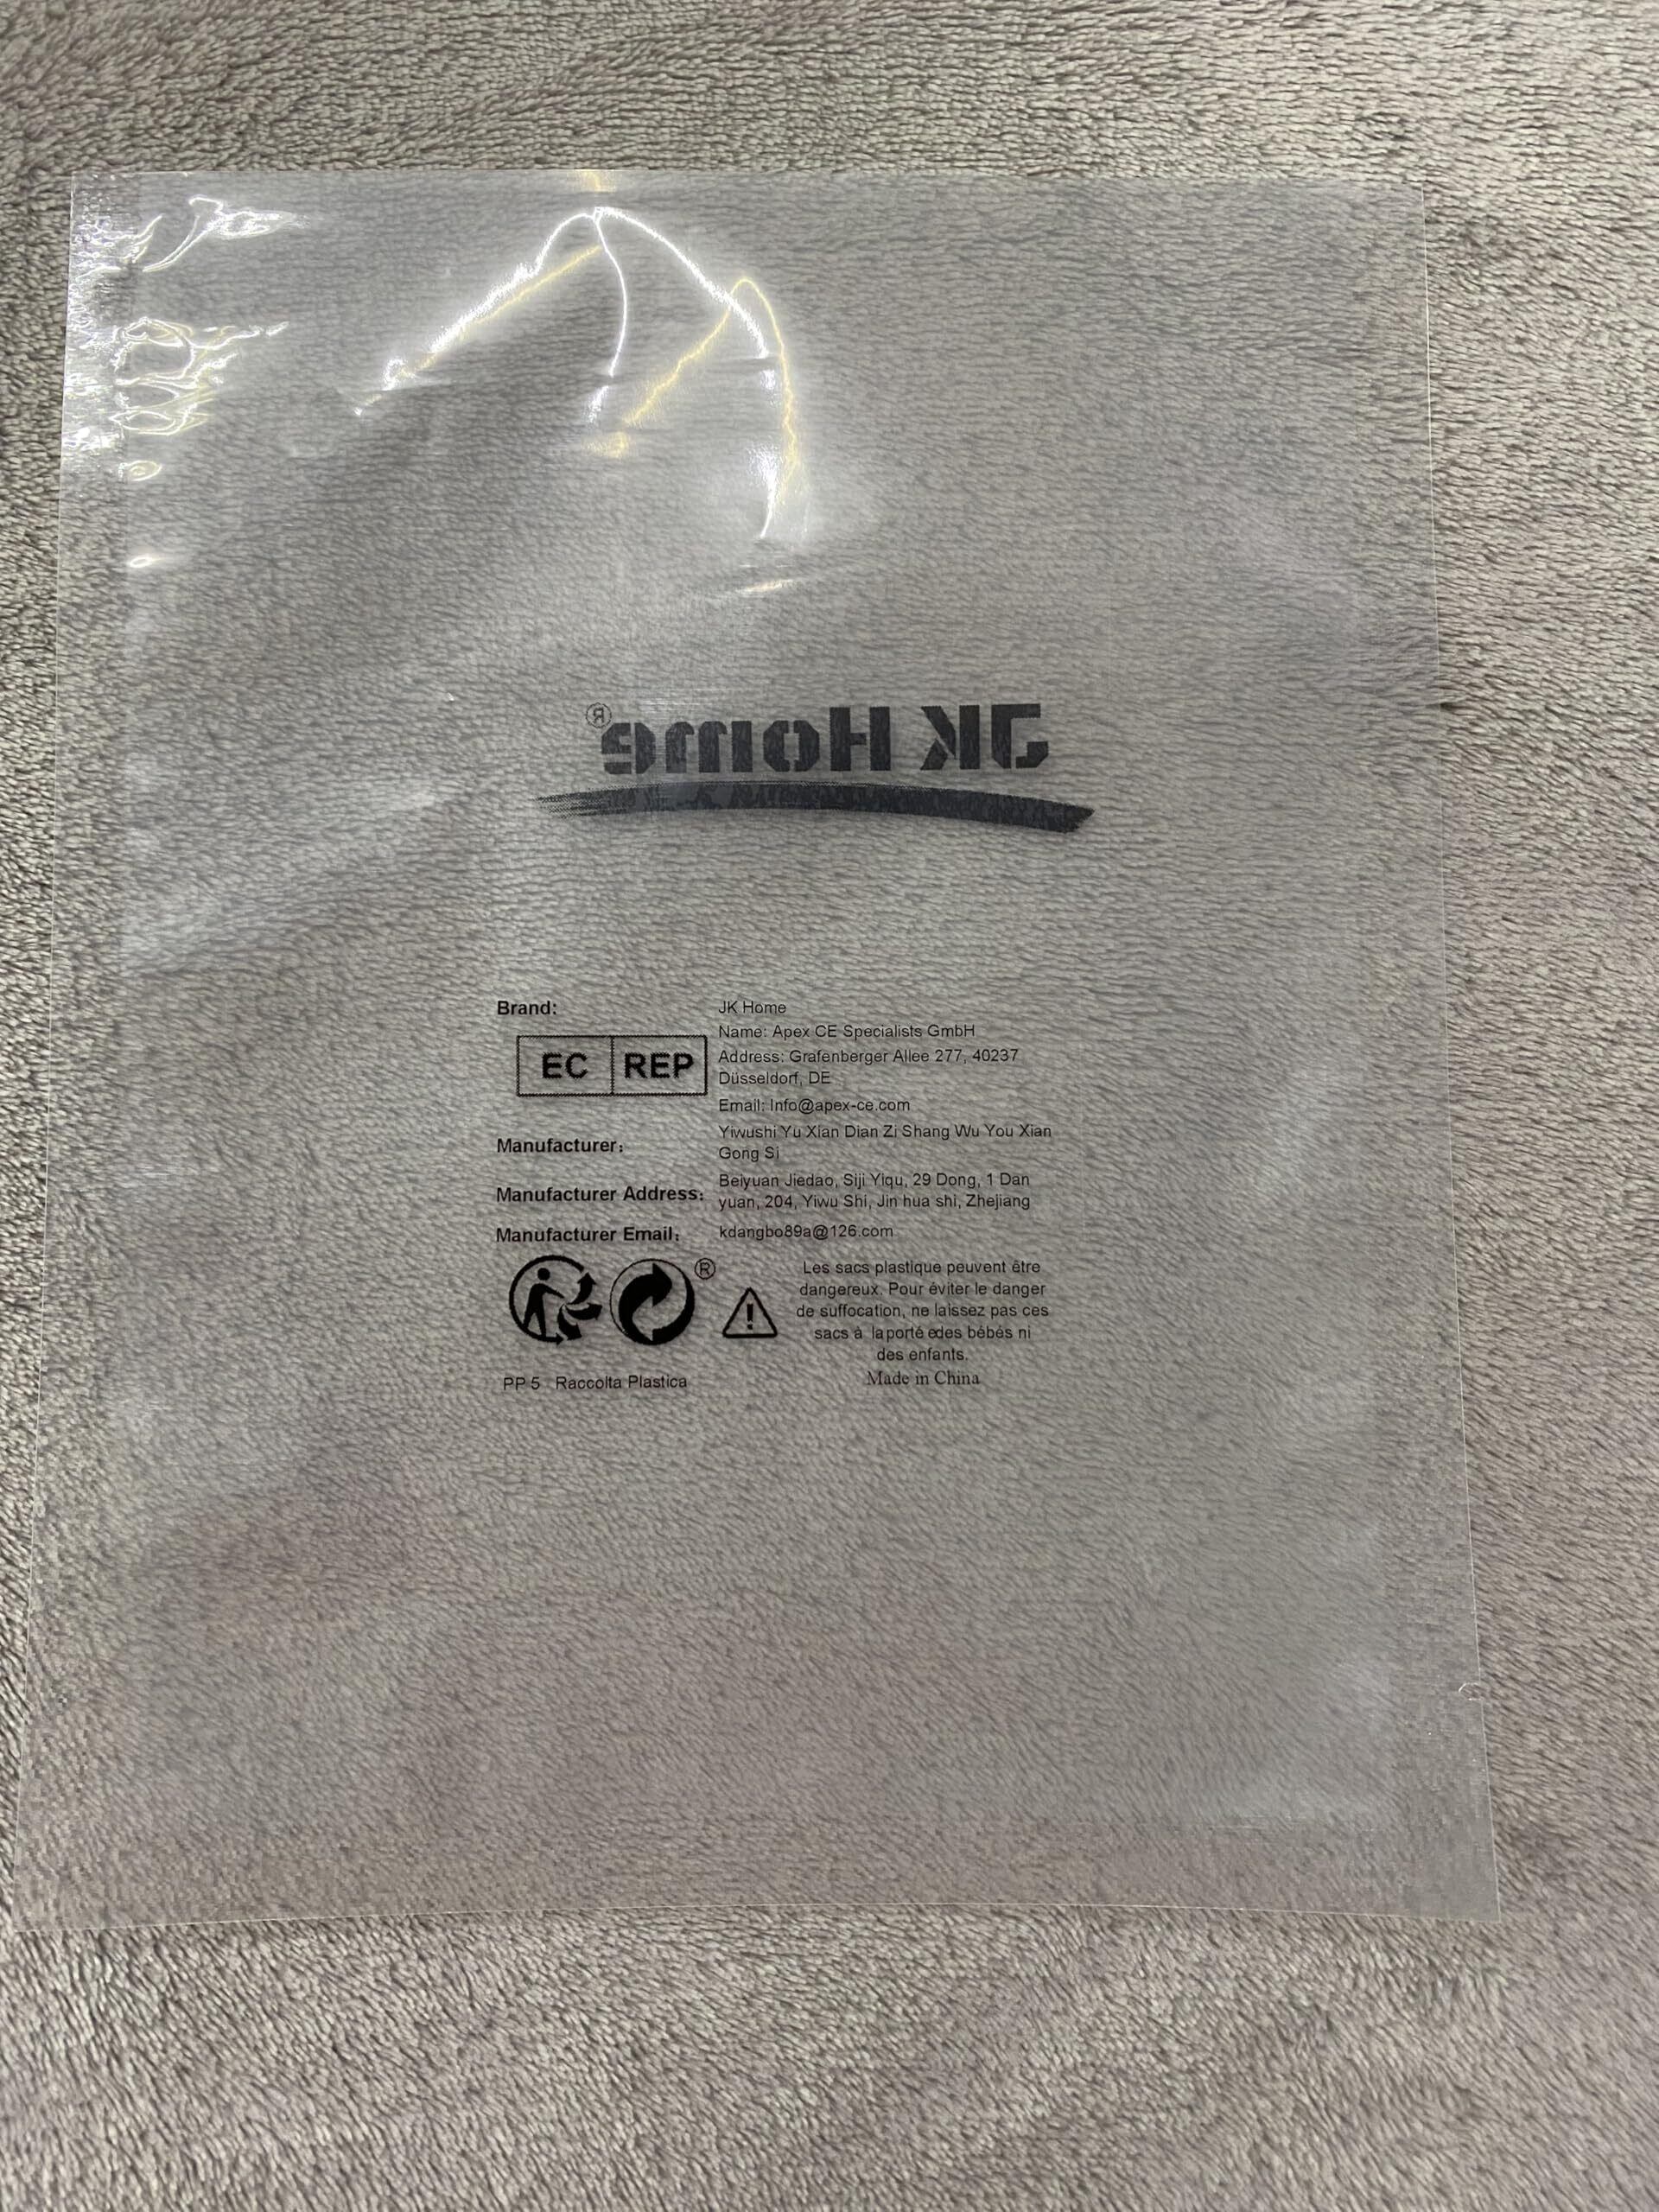 JK Home®
Brand: JK Home
EC REP
Name: Apex CE Specialists GmbH
Address: Grafenberger Allee 277, 40237
Düsseldorf, DE
Email: Info@apex-ce.com
Manufacturer: Yiwushi Yu Xian Dian Zi Shang Wu You Xian
Gong Si
Manufacturer Address: Beiyuan Jiedao, Siji Yiqu, 29 Dong, 1 Dan
yuan, 204, Yiwu Shi, Jin hua shi, Zhejiang
Manufacturer Email: kdangbo89a@126.com
®
PP 5 Raccolta Plastica
Les sacs plastique peuvent être
dangereux. Pour éviter le danger
de suffocation, ne laissez pas ces
sacs à laporté edes bébés ni
des enfants.
Made in China